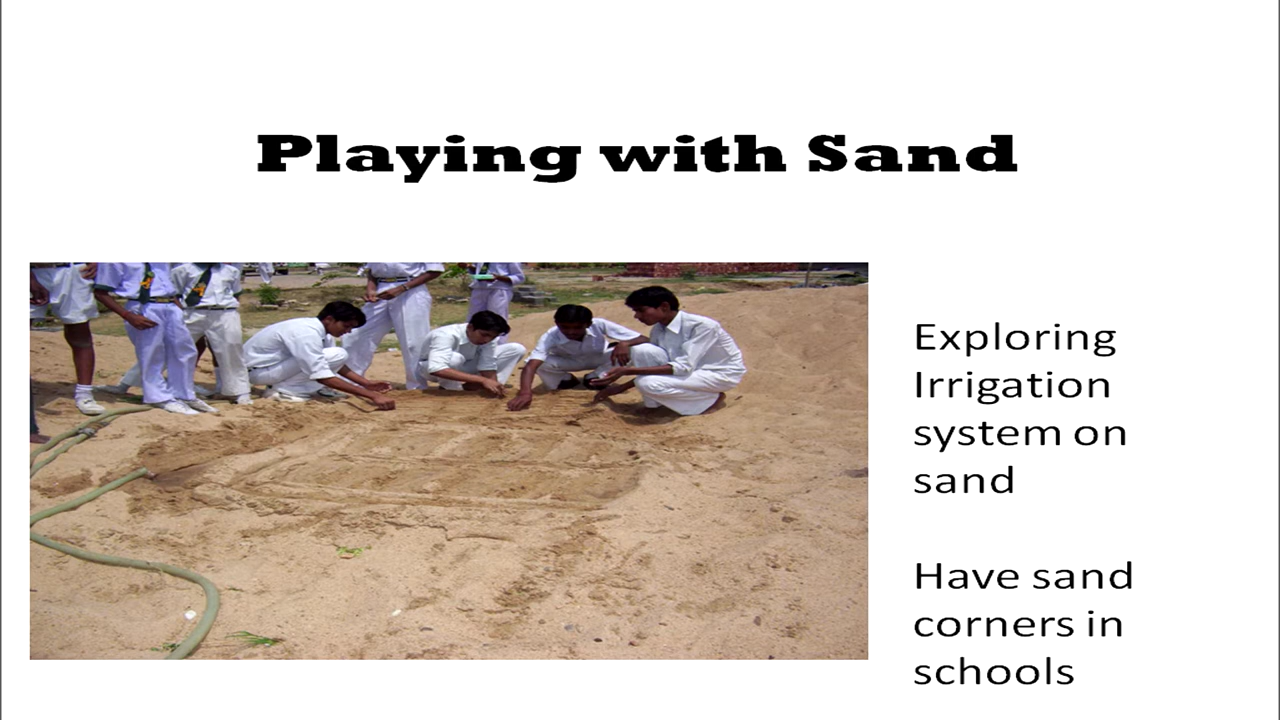 Playing with Sand
Exploring
Irrigation
system on
sand
Have sand
corners in
schools